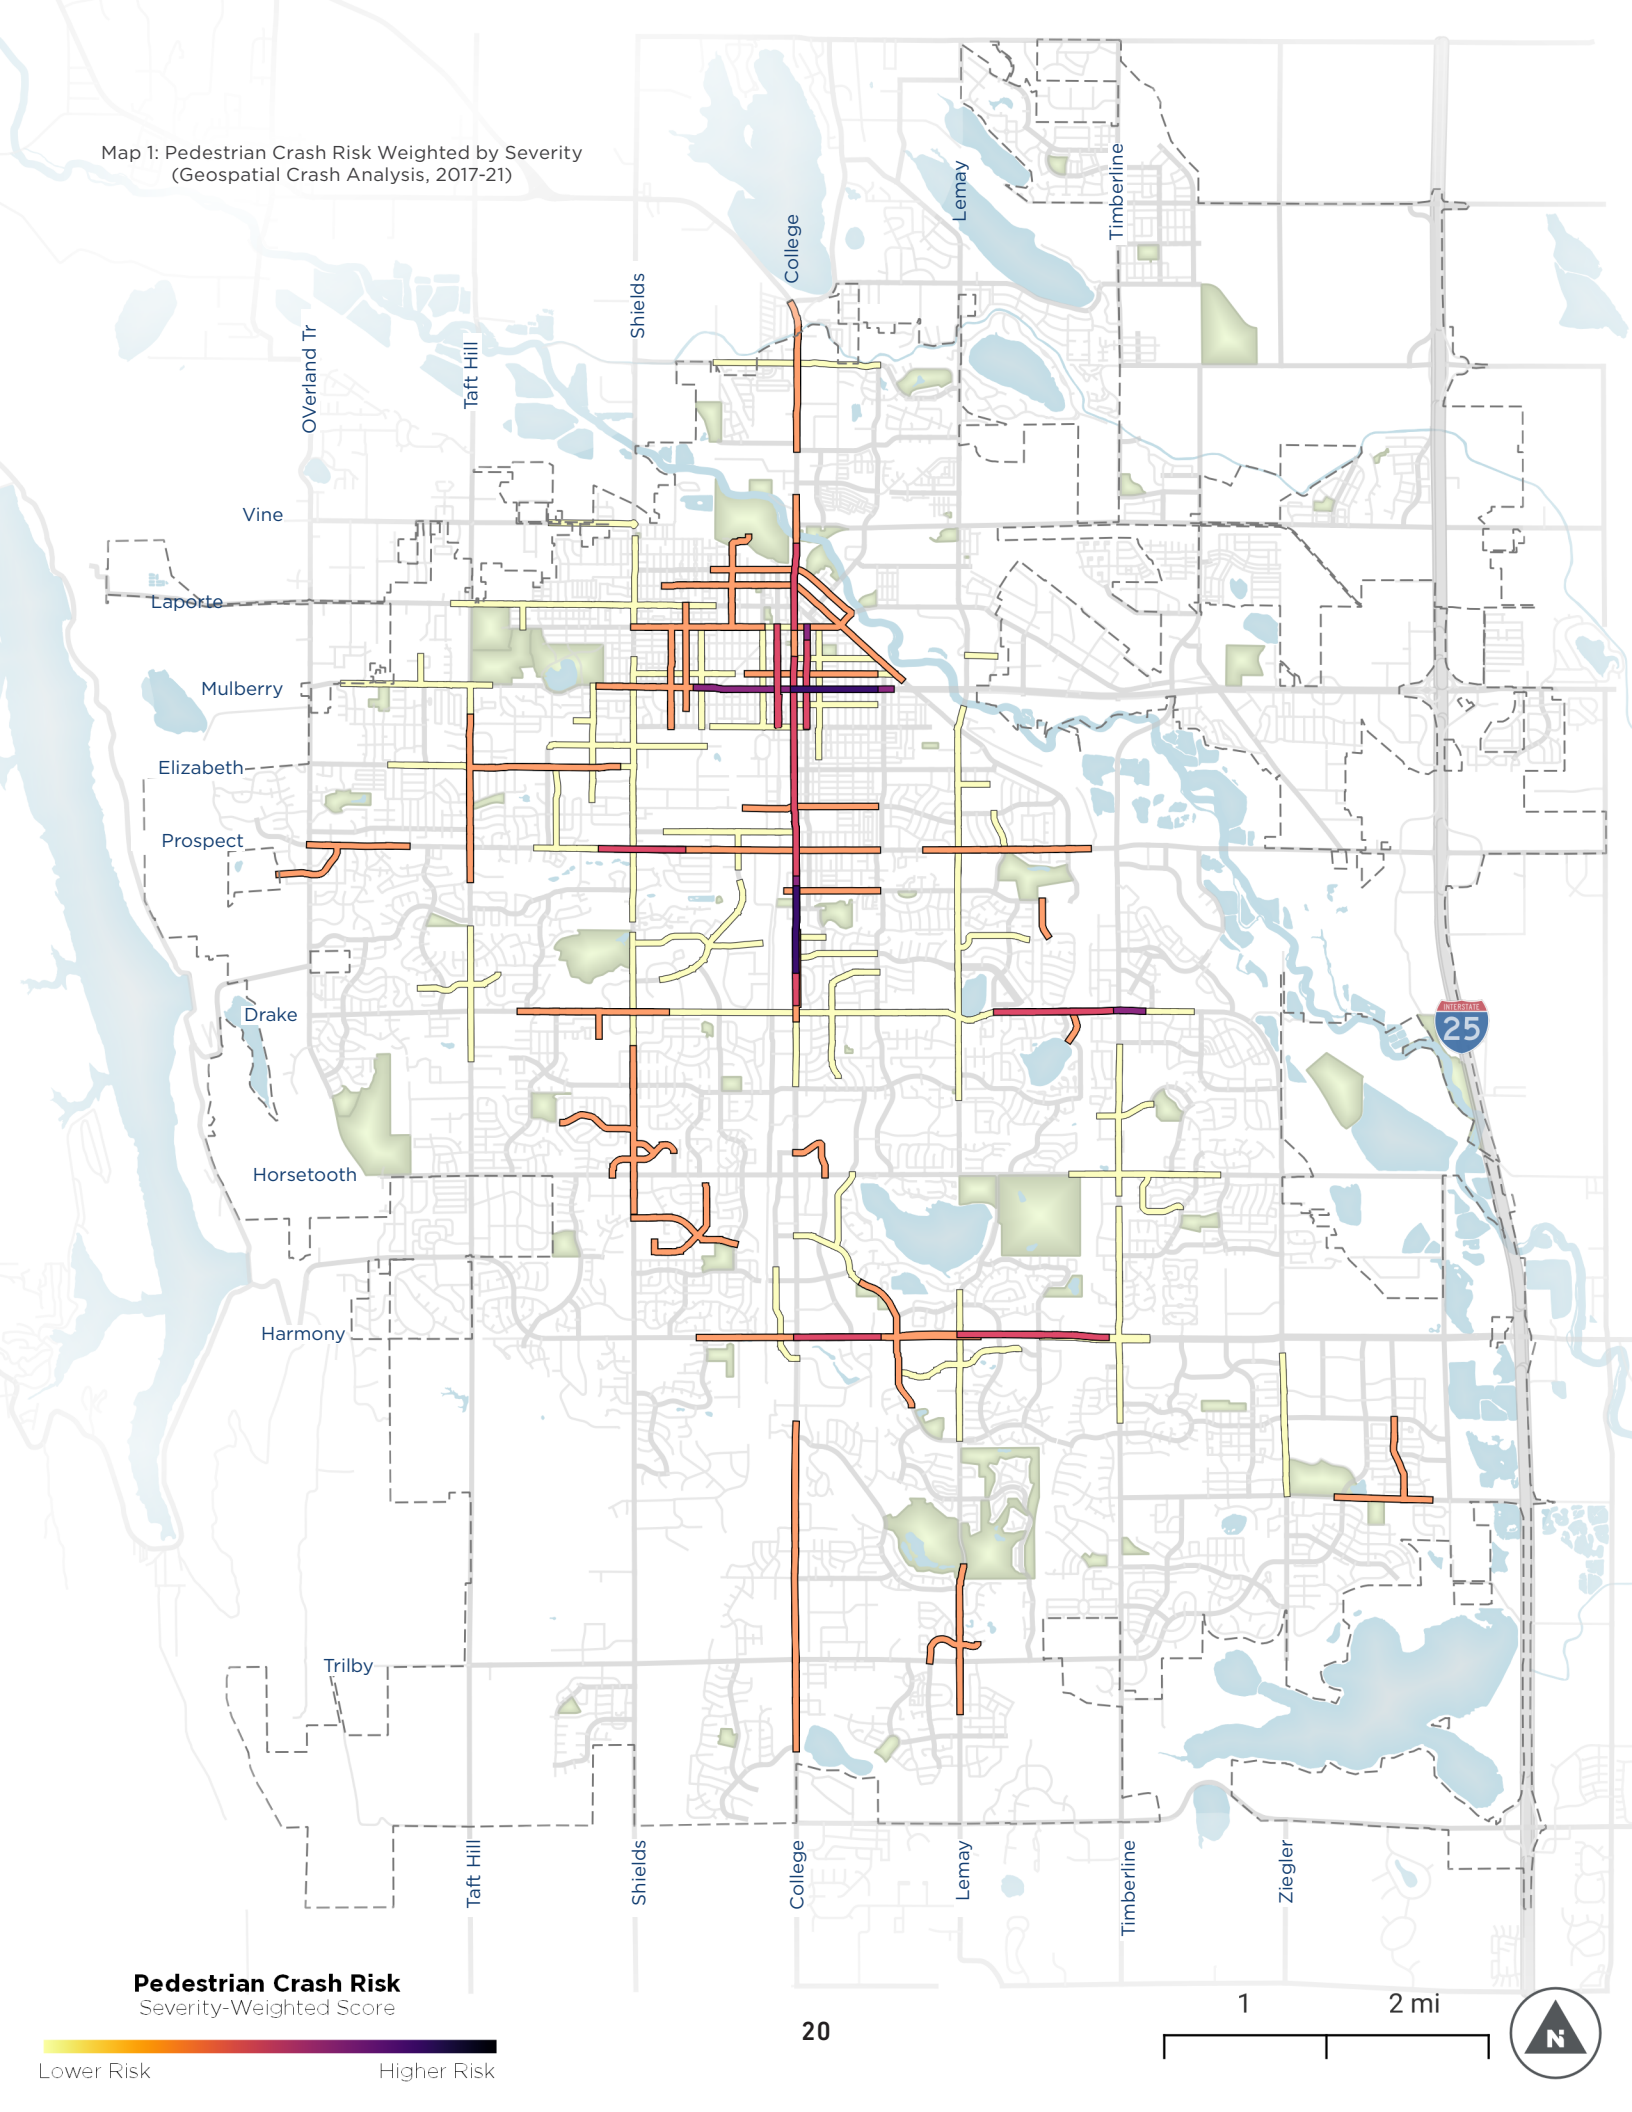 Map 1: Pedestrian Crash Risk Weighted by Severity
(Geospatial Crash Analysis, 2017-21)
Lemay
Timberline
College
Shields
OVerland Tr
Taft Hill
Vine
Laporte
Mulberry
Elizabeth
Prospect
Drake
INTERSTATE
25
Horsetooth
Harmony
Trilby
Taft Hill
Shields
College
Lemay
Timberline
Ziegler
Pedestrian Crash Risk
Severity-Weighted Score
Lower Risk
Higher Risk
20
1
2 mi
N